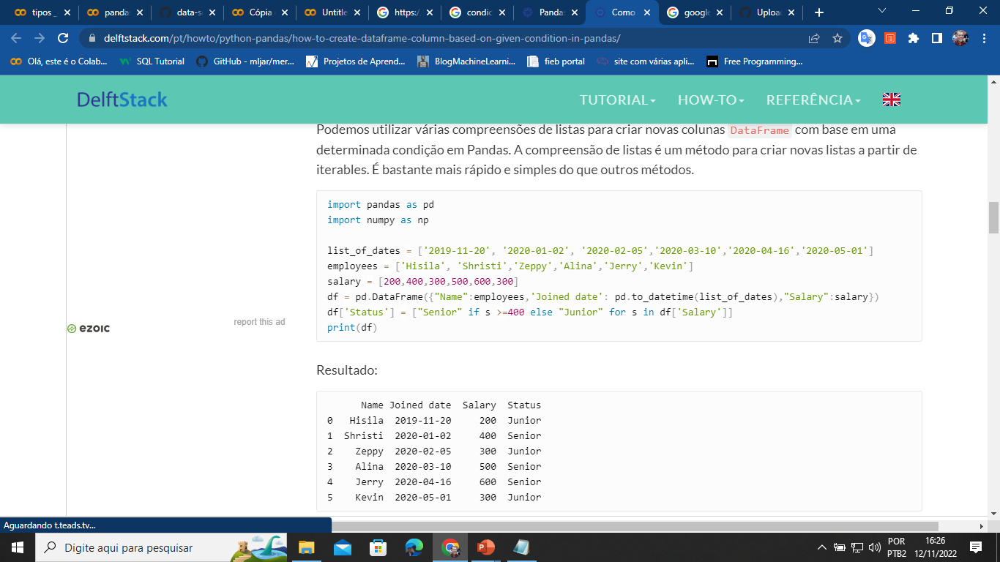 tipos_
panda
data-se
Cópia
Untitle
https:/
condic
Pandas
Como
google
Upload
delftstack.com/pt/howto/python-pandas/how-to-create-dataframe-column-based-on-given-condition-in-pandas/
Olá, este é o Colab...
SQL Tutorial
GitHub - mljar/mer...
Projetos de Aprend...
BlogMachineLearni...
fieb portal
site com várias apli...
Free Programming...
DelftStack
TUTORIAL
HOW-TO
REFERÊNCIA
Podemos utilizar várias compreensões de listas para criar novas colunas DataFrame com base em uma
determinada condição em Pandas. A compreensão de listas é um método para criar novas listas a partir de
iterables. É bastante mais rápido e simples do que outros métodos.
import pandas as pd
import numpy as np
list_of_dates = ['2019-11-20', '2020-01-02', '2020-02-05','2020-03-10','2020-04-16','2020-05-01']
employees = ['Hisila', 'Shristi','Zeppy','Alina','Jerry','Kevin']
salary = [200,400,300,500,600,300]
df = pd.DataFrame({"Name":employees,'Joined date': pd.to_datetime(list_of_dates),"Salary":salary})
df['Status'] = ["Senior" if s >=400 else "Junior" for s in df['Salary']]
print(df)
report this ad
ezoic
Resultado:
Name Joined date Salary Status
0 Hisila 2019-11-20 200 Junior
1 Shristi 2020-01-02 400 Senior
2 Zeppy 2020-02-05 300 Junior
3 Alina 2020-03-10 500 Senior
4 Jerry 2020-04-16 600 Senior
5 Kevin 2020-05-01 300 Junior
Aguardando t.teads.tv...
Digite aqui para pesquisar
POR
PTB2
16:26
12/11/2022